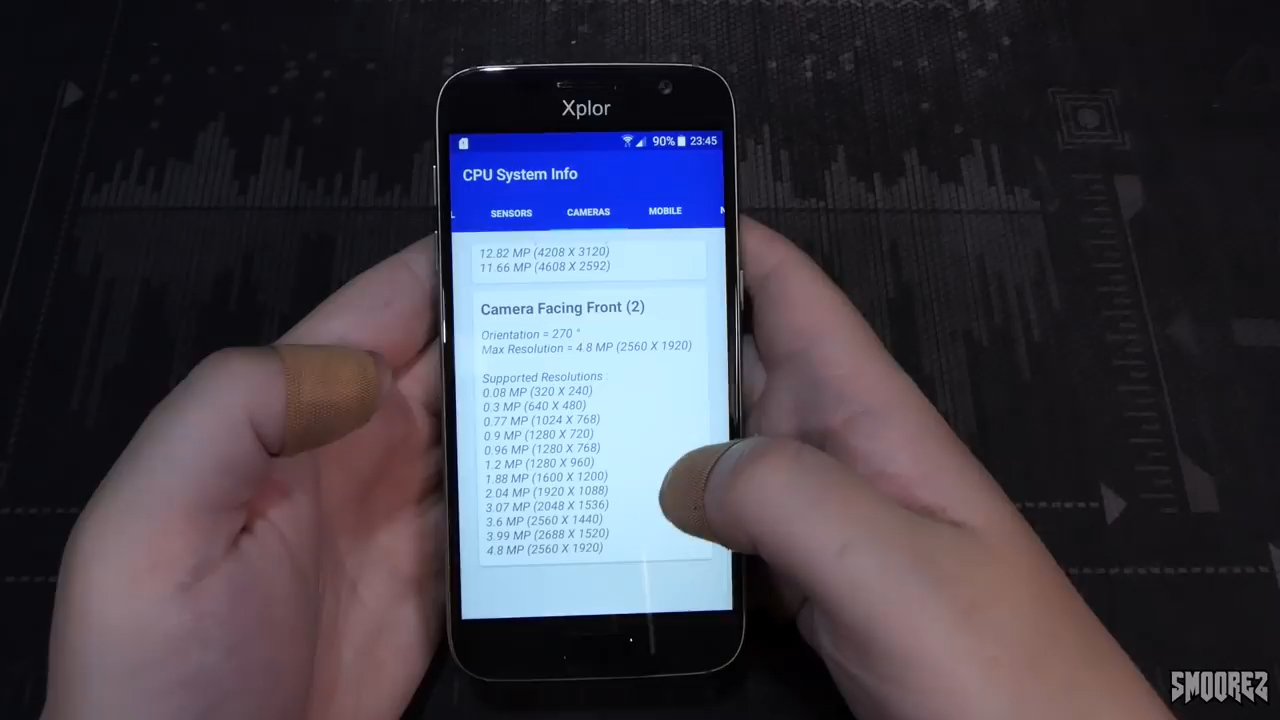 Xplor
90% 23:45
CPU System Info
L SENSORS CAMERAS MOBILE N
12.82 MP (4208 X 3120)
11.66 MP (4608 X 2592)
Camera Facing Front (2)
Orientation = 270 °
Max Resolution = 4.8 MP (2560 X 1920)
Supported Resolutions :
0.08 MP (320 X 240)
0.3 MP (640 X 480)
0.77 MP (1024 X 768)
0.9 MP (1280 X 720)
0.96 MP (1280 X 768)
1.2 MP (1280 X 960)
1.88 MP (1600 X 1200)
2.04 MP (1920 X 1088)
3.07 MP (2048 X 1536)
3.6 MP (2560 X 1440)
3.99 MP (2688 X 1520)
4.8 MP (2560 X 1920)
SMOOREZ